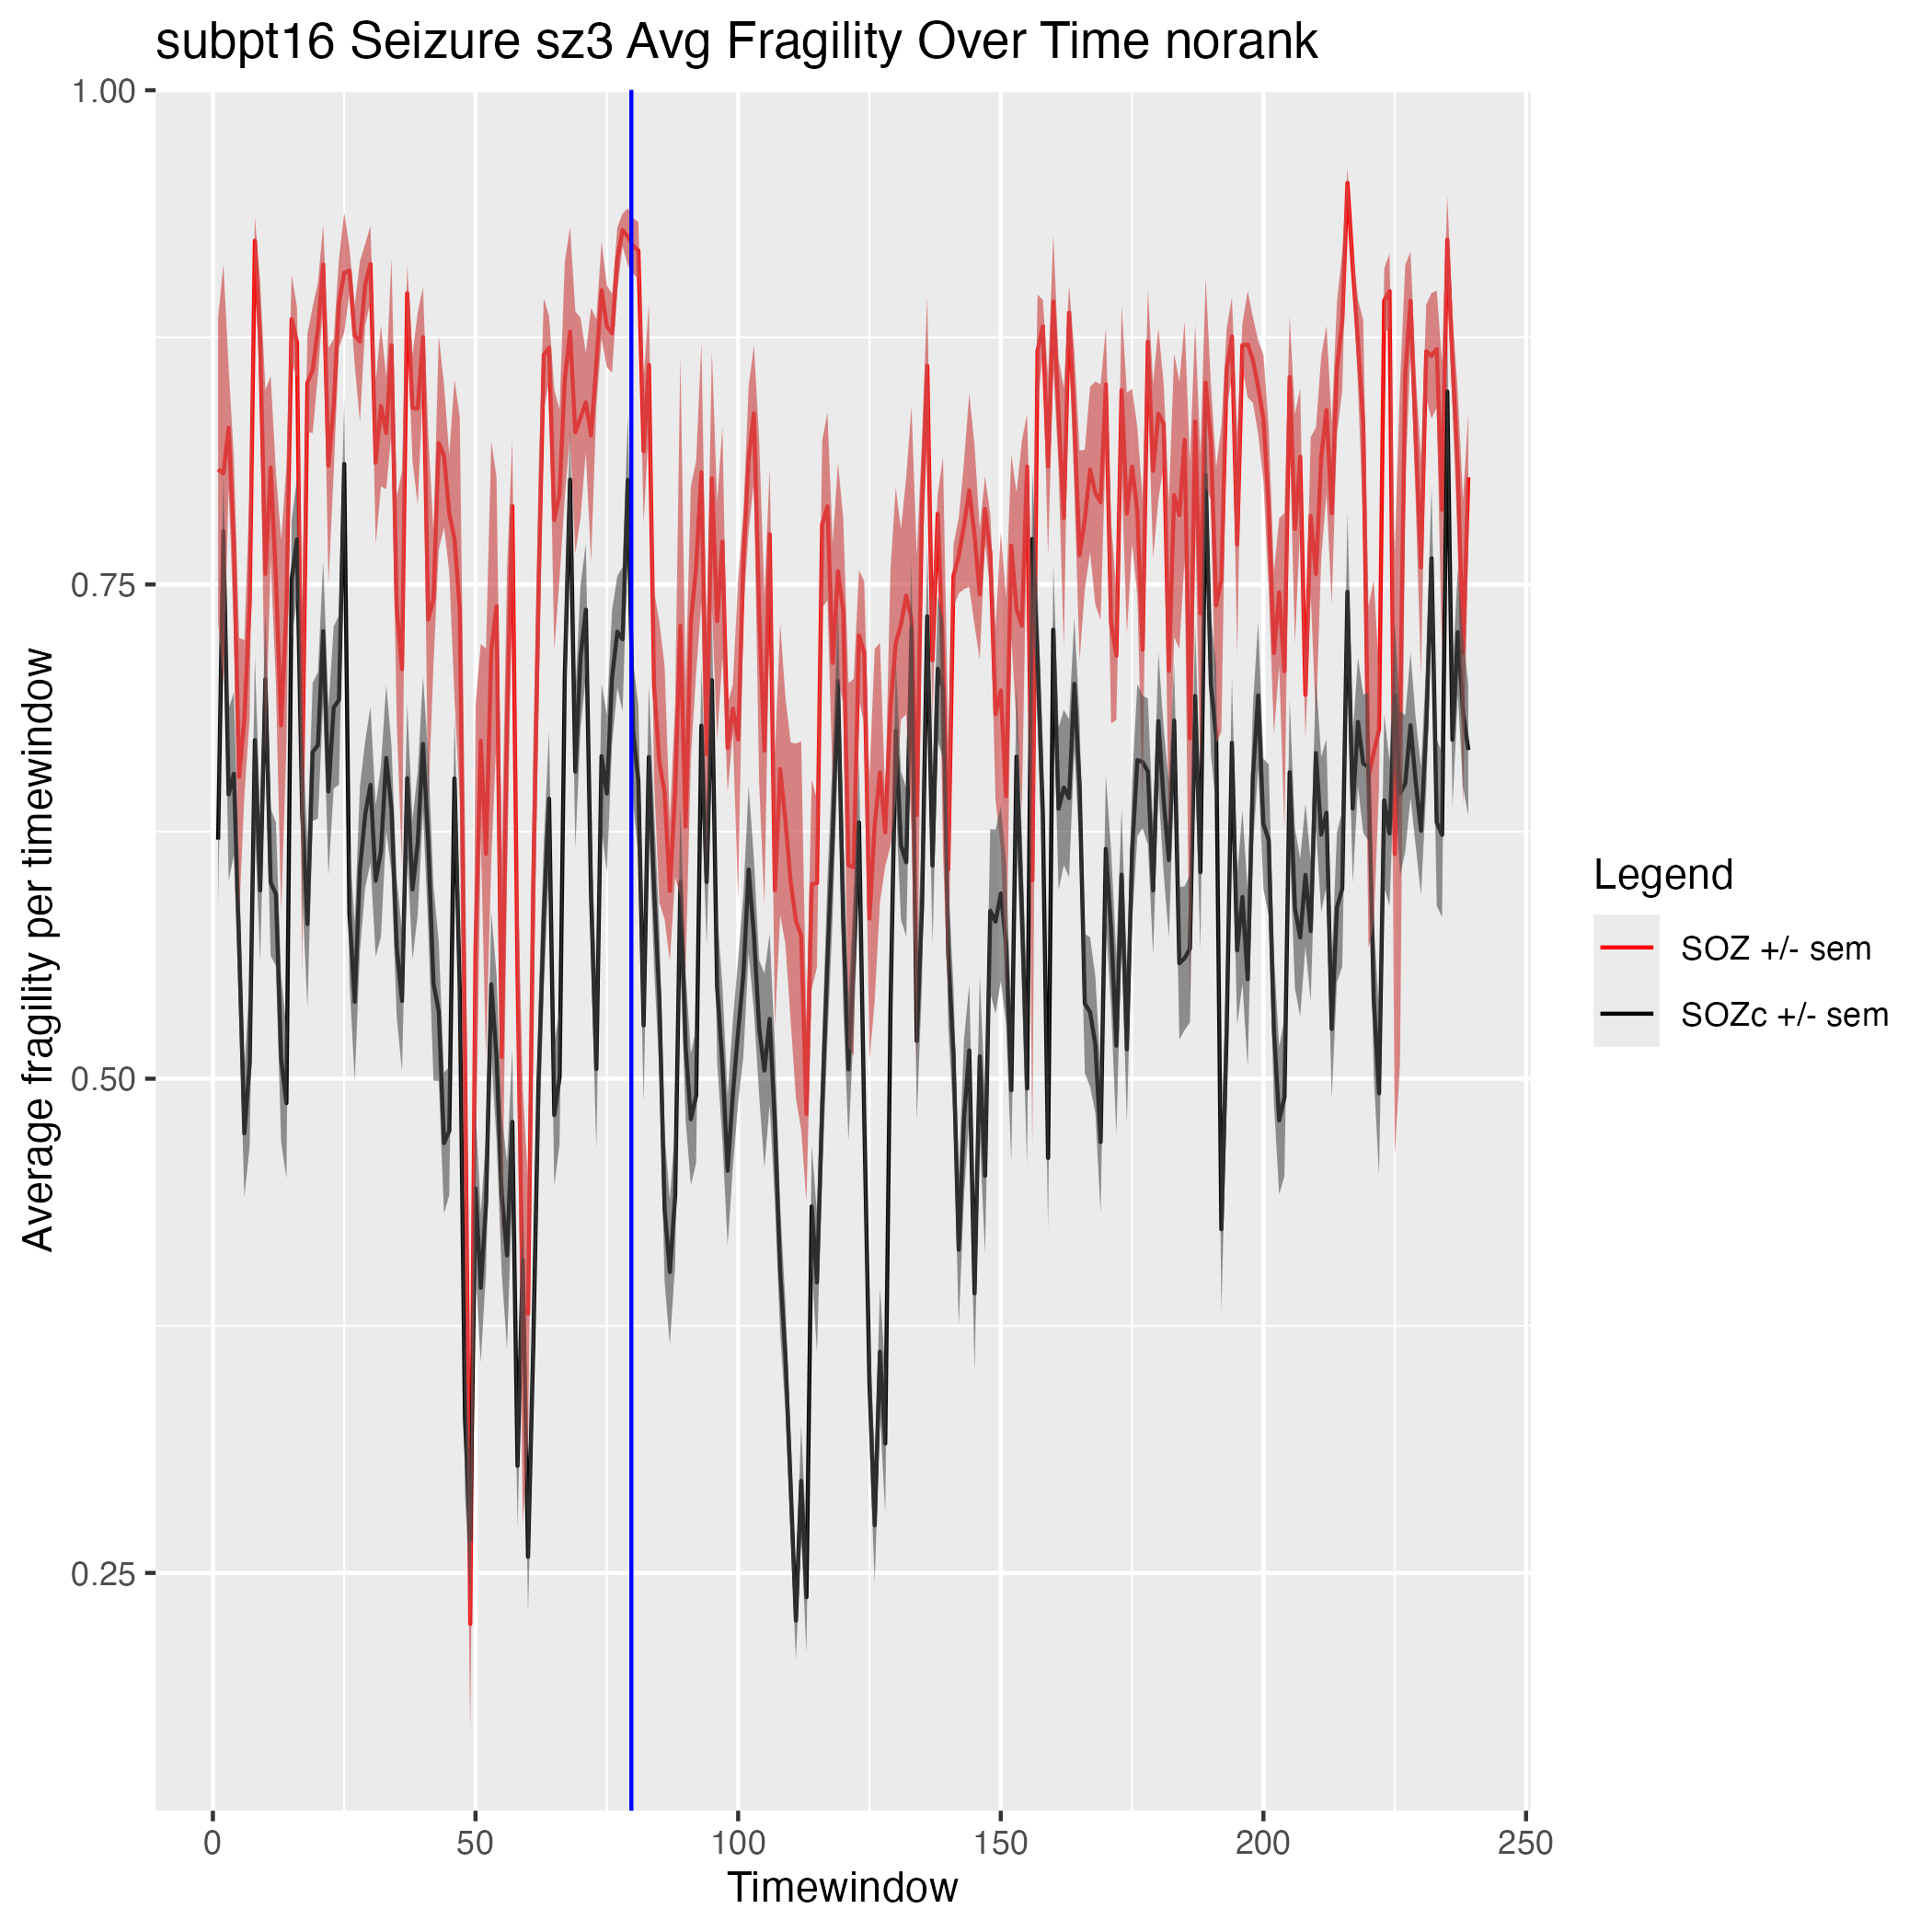 subpt16 Seizure sz3 Avg Fragility Over Time norank
Average fragility per timewindow
1.00
0.75
0.50
0.25
0 50 100 150 200 250
Timewindow
Legend
SOZ +/- sem
SOZc +/- sem